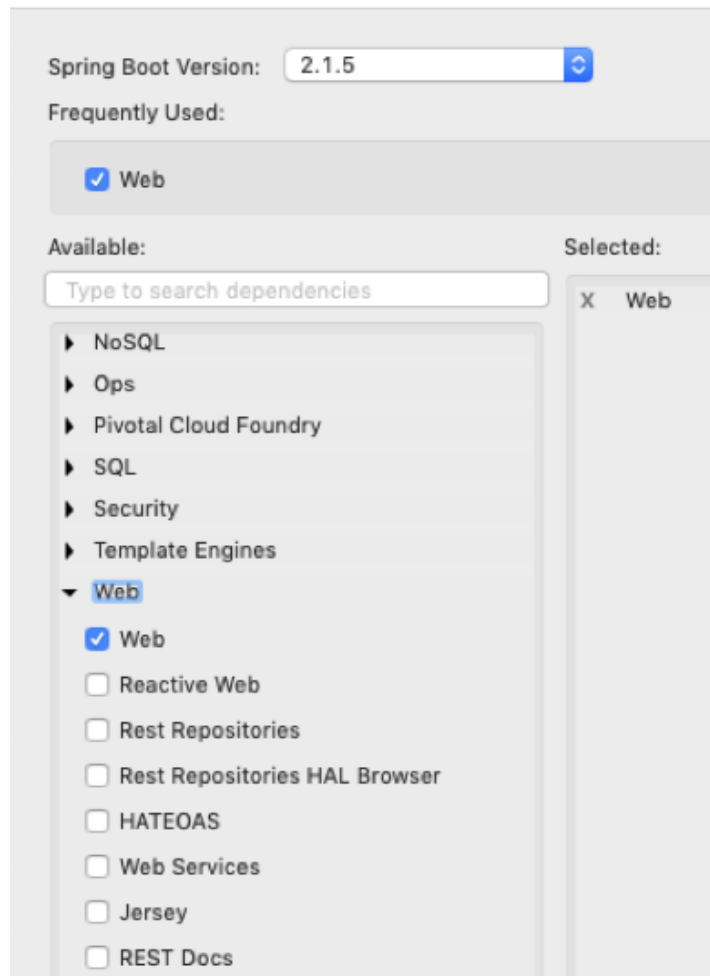 Spring Boot Version: 2.1.5
Frequently Used:
Web
Available:
Selected:
Type to search dependencies
X Web
NoSQL
Ops
Pivotal Cloud Foundry
SQL
Security
Template Engines
Web
Web
Reactive Web
Rest Repositories
Rest Repositories HAL Browser
HATEOAS
Web Services
Jersey
REST Docs